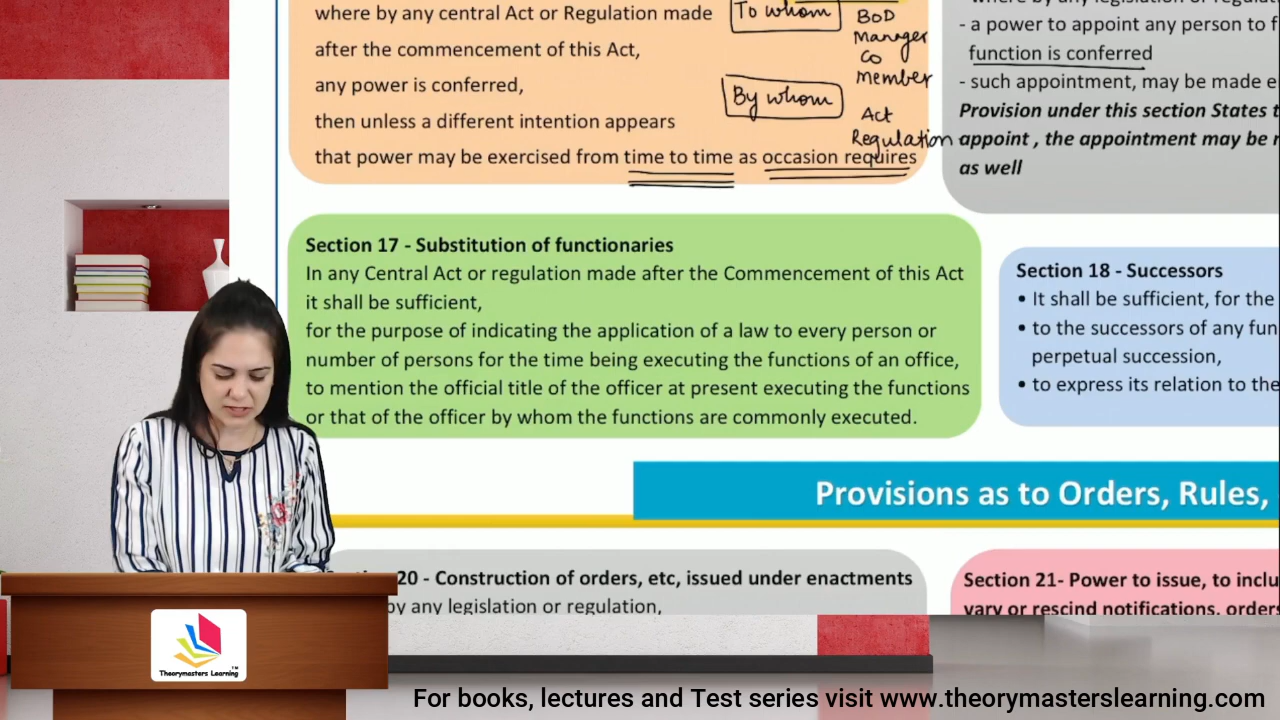 where by any central Act or Regulation made
after the commencement of this Act,
any power is conferred,
then unless a different intention appears
that power may be exercised from time to time as occasion requires
To whom
BoD
Manager
Co
member
By whom
Act
Regulation
- a power to appoint any person to f
function is conferred
- such appointment, may be made e
Provision under this section States t
appoint , the appointment may be r
as well
Section 17 - Substitution of functionaries
In any Central Act or regulation made after the Commencement of this Act
it shall be sufficient,
for the purpose of indicating the application of a law to every person or
number of persons for the time being executing the functions of an office,
to mention the official title of the officer at present executing the functions
or that of the officer by whom the functions are commonly executed.
Section 18 - Successors
• It shall be sufficient, for the
• to the successors of any fun
perpetual succession,
• to express its relation to the
Provisions as to Orders, Rules,
20 - Construction of orders, etc, issued under enactments
by any legislation or regulation,
Section 21- Power to issue, to inclu
vary or rescind notifications, orders
Theorymasters Learning™
For books, lectures and Test series visit www.theorymasterslearning.com